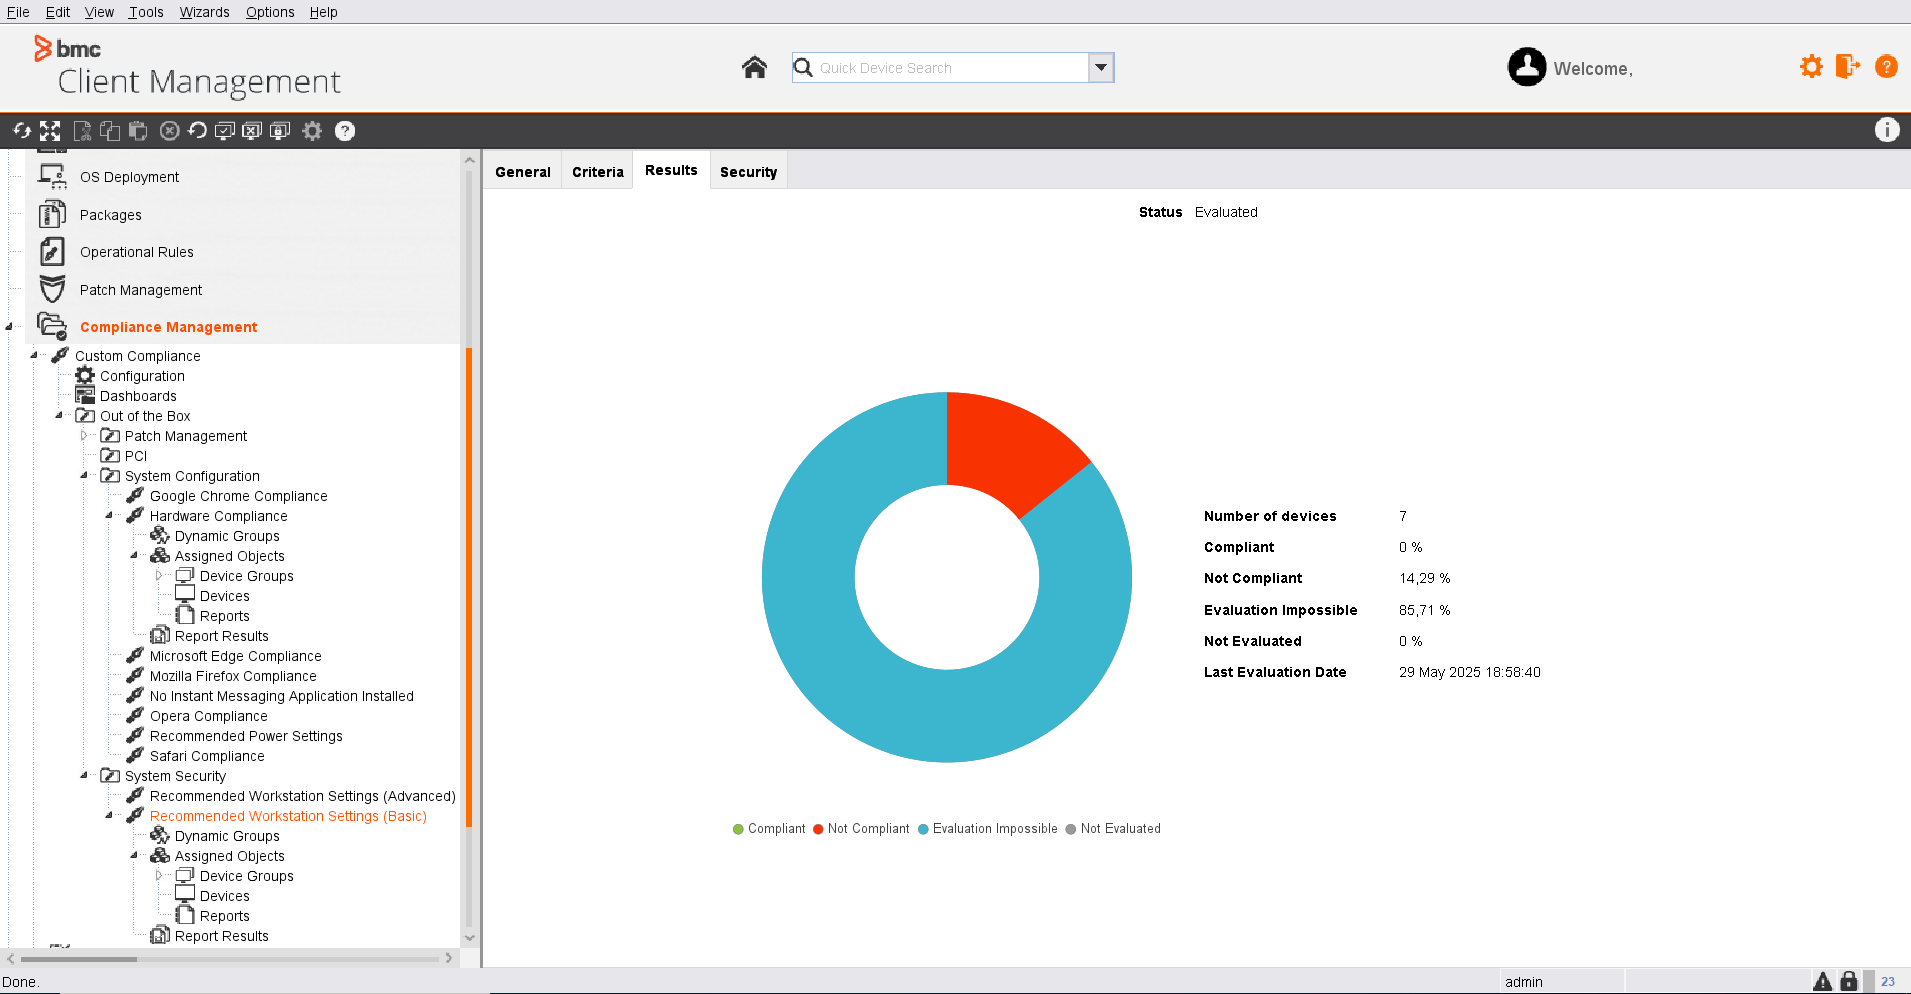 File Edit View Tools Wizards Options Help
bmc
Client Management
Quick Device Search
Welcome,
OS Deployment
Packages
Operational Rules
Patch Management
Compliance Management
Custom Compliance
Configuration
Dashboards
Out of the Box
Patch Management
PCI
System Configuration
Google Chrome Compliance
Hardware Compliance
Dynamic Groups
Assigned Objects
Device Groups
Devices
Reports
Report Results
Microsoft Edge Compliance
Mozilla Firefox Compliance
No Instant Messaging Application Installed
Opera Compliance
Recommended Power Settings
Safari Compliance
System Security
Recommended Workstation Settings (Advanced)
Recommended Workstation Settings (Basic)
Dynamic Groups
Assigned Objects
Device Groups
Devices
Reports
Report Results
General Criteria Results Security
Status Evaluated
Number of devices 7
Compliant 0 %
Not Compliant 14,29 %
Evaluation Impossible 85,71 %
Not Evaluated 0 %
Last Evaluation Date 29 May 2025 18:58:40
Compliant Not Compliant Evaluation Impossible Not Evaluated
Done. admin 23